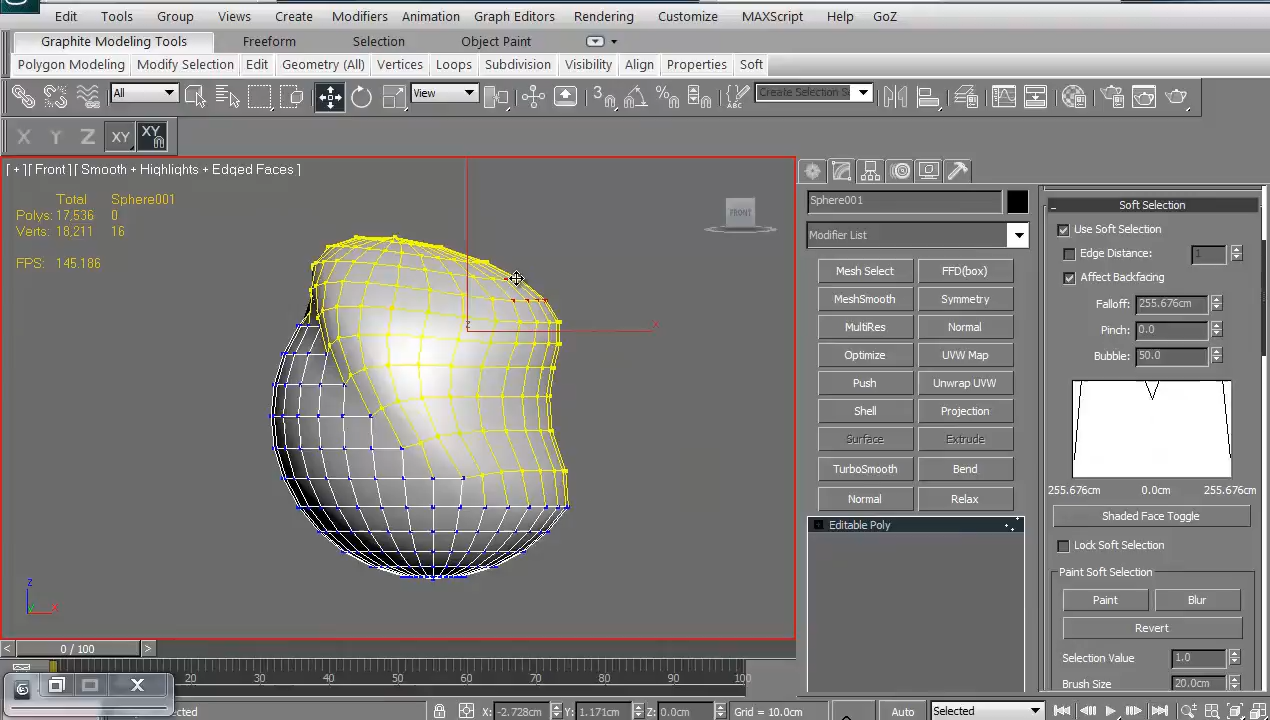 Edit Tools Group Views Create Modifiers Animation Graph Editors Rendering Customize MAXScript Help GoZ
Graphite Modeling Tools Freeform Selection Object Paint
Polygon Modeling Modify Selection Edit Geometry (All) Vertices Loops Subdivision Visibility Align Properties Soft
All View Create Selection S
X Y Z XY XY
[ + ][ Front ][ Smooth + Highlights + Edged Faces ]
Total Sphere001
Polys: 17,536 0
Verts: 18,211 16
FPS: 145.186
FRONT
z x
z
x
Sphere001
Modifier List
Mesh Select FFD(box)
MeshSmooth Symmetry
MultiRes Normal
Optimize UVW Map
Push Unwrap UVW
Shell Projection
Surface Extrude
TurboSmooth Bend
Normal Relax
Editable Poly
- Soft Selection
Use Soft Selection
Edge Distance: 1
Affect Backfacing
Falloff: 255.676cm
Pinch: 0.0
Bubble: 50.0
255.676cm 0.0cm 255.676cm
Shaded Face Toggle
Lock Soft Selection
Paint Soft Selection
Paint Blur
Revert
Selection Value 1.0
Brush Size 20.0cm
< 0 / 100 >
20 30 40 50 60 70 80 90 100
X: -2.728cm Y: 1.171cm Z: 0.0cm Grid = 10.0cm Auto Selected